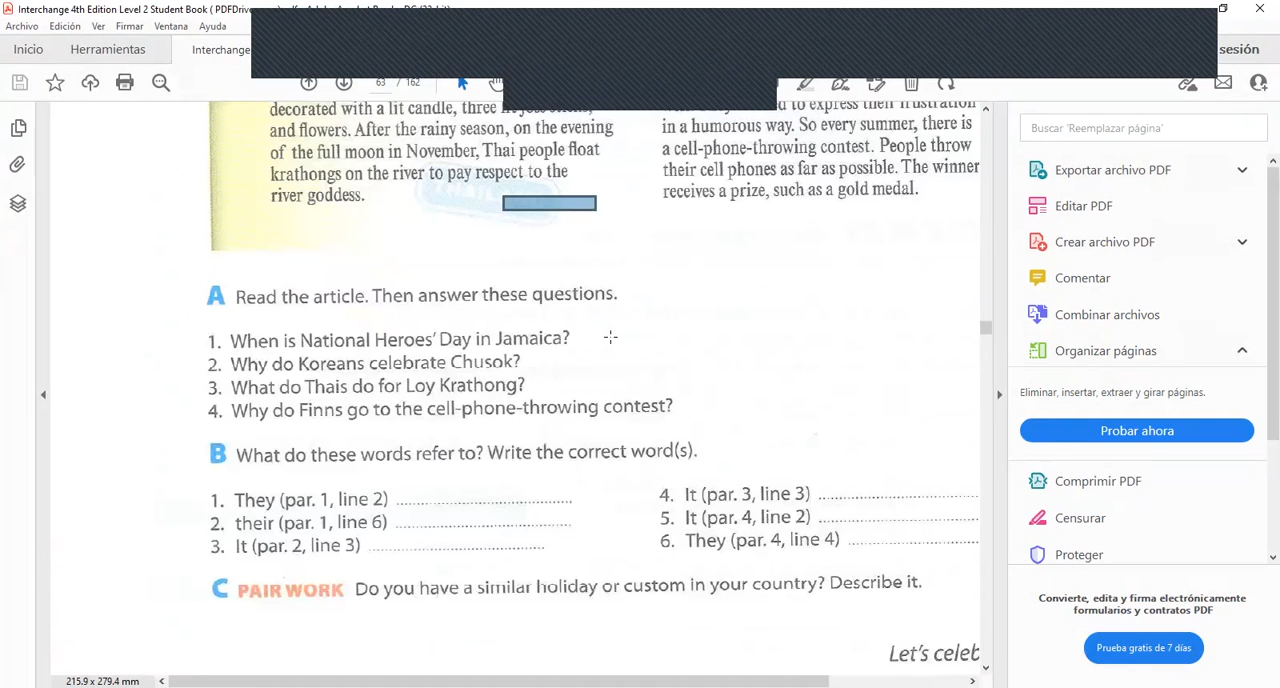 Interchange 4th Edition Level 2 Student Book ( PDFDrive
Archivo Edición Ver Firmar Ventana Ayuda
Inicio Herramientas Interchange sesión
63 / 162
decorated with a lit candle, three
and flowers. After the rainy season, on the evening
of the full moon in November, Thai people float
krathongs on the river to pay respect to the
river goddess.
to express their frustration
in a humorous way. So every summer, there is
a cell-phone-throwing contest. People throw
their cell phones as far as possible. The winner
receives a prize, such as a gold medal.
A Read the article. Then answer these questions.
1. When is National Heroes' Day in Jamaica?
2. Why do Koreans celebrate Chusok?
3. What do Thais do for Loy Krathong?
4. Why do Finns go to the cell-phone-throwing contest?
B What do these words refer to? Write the correct word(s).
1. They (par. 1, line 2)
2. their (par. 1, line 6)
3. It (par. 2, line 3)
4. It (par. 3, line 3)
5. It (par. 4, line 2)
6. They (par. 4, line 4)
C PAIR WORK Do you have a similar holiday or custom in your country? Describe it.
Let's celeb
215.9 x 279.4 mm
Buscar 'Reemplazar página'
Exportar archivo PDF
Editar PDF
Crear archivo PDF
Comentar
Combinar archivos
Organizar páginas
Eliminar, insertar, extraer y girar páginas.
Probar ahora
Comprimir PDF
Censurar
Proteger
Convierte, edita y firma electrónicamente
formularios y contratos PDF
Prueba gratis de 7 días